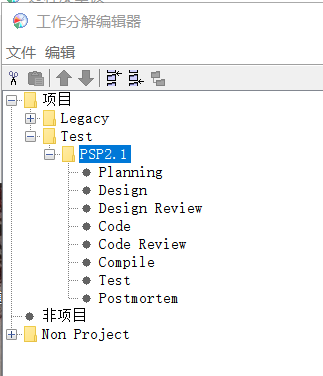 工作分解编辑器
文件 编辑
项目
Legacy
Test
PSP2.1
Planning
Design
Design Review
Code
Code Review
Compile
Test
Postmortem
非项目
Non Project